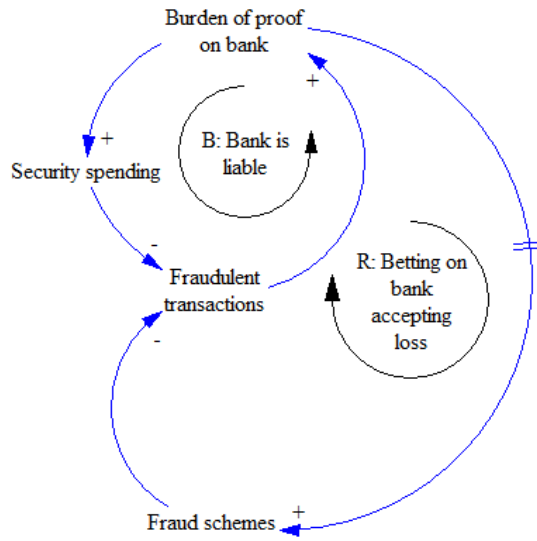 Burden of proof
on bank
+
+
B: Bank is
liable
+
Security spending
-
Fraudulent
transactions
R: Betting on
bank
accepting
loss
-
+
Fraud schemes